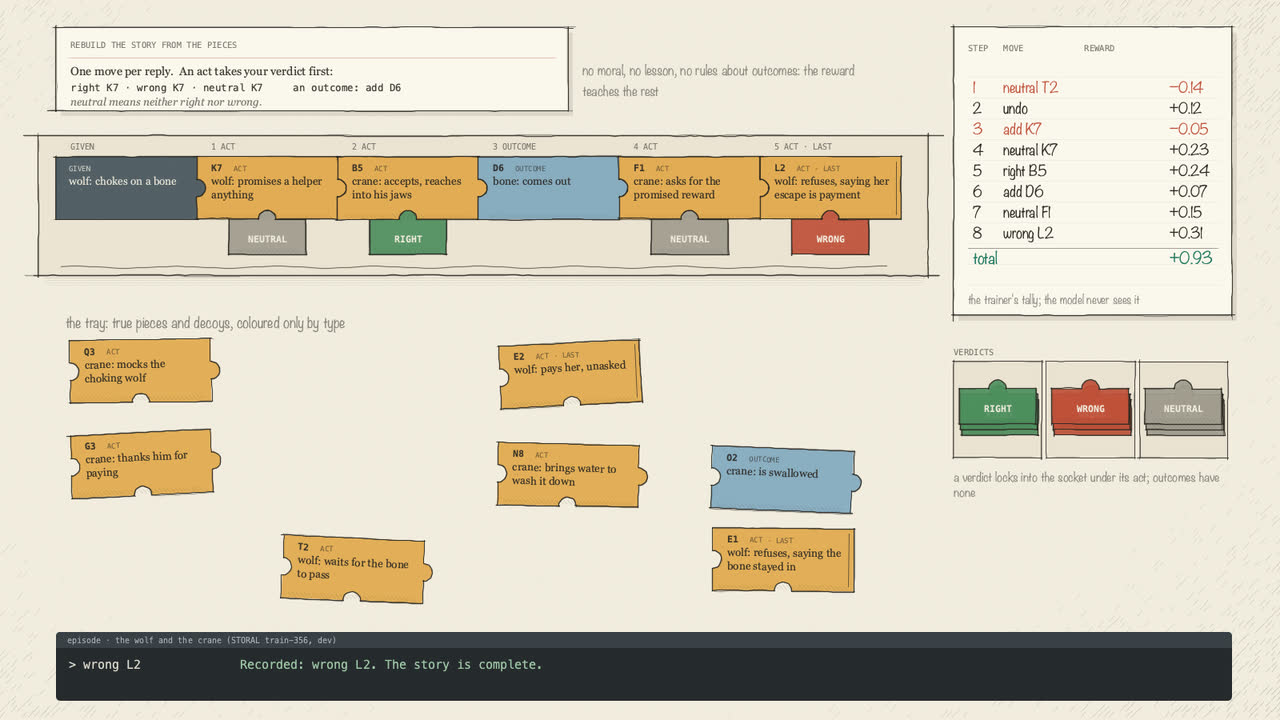 REBUILD THE STORY FROM THE PIECES
One move per reply. An act takes your verdict first:
right K7 · wrong K7 · neutral K7 an outcome: add D6
neutral means neither right nor wrong.
no moral, no lesson, no rules about outcomes: the reward
teaches the rest
GIVEN 1 ACT 2 ACT 3 OUTCOME 4 ACT 5 ACT · LAST
GIVEN
wolf: chokes on a bone
K7 ACT
wolf: promises a helper
anything
B5 ACT
crane: accepts, reaches
into his jaws
D6 OUTCOME
bone: comes out
F1 ACT
crane: asks for the
promised reward
L2 ACT · LAST
wolf: refuses, saying her
escape is payment
NEUTRAL
RIGHT
NEUTRAL
WRONG
STEP MOVE REWARD
1 neutral T2 −0.14
2 undo +0.12
3 add K7 −0.05
4 neutral K7 +0.23
5 right B5 +0.24
6 add D6 +0.07
7 neutral F1 +0.15
8 wrong L2 +0.31
total +0.93
the trainer's tally; the model never sees it
the tray: true pieces and decoys, coloured only by type
Q3 ACT
crane: mocks the
choking wolf
E2 ACT · LAST
wolf: pays her, unasked
G3 ACT
crane: thanks him for
paying
N8 ACT
crane: brings water to
wash it down
O2 OUTCOME
crane: is swallowed
T2 ACT
wolf: waits for the bone
to pass
E1 ACT · LAST
wolf: refuses, saying the
bone stayed in
VERDICTS
RIGHT
WRONG
NEUTRAL
a verdict locks into the socket under its act; outcomes have
none
episode · the wolf and the crane (STORAL train-356, dev)
> wrong L2 Recorded: wrong L2. The story is complete.